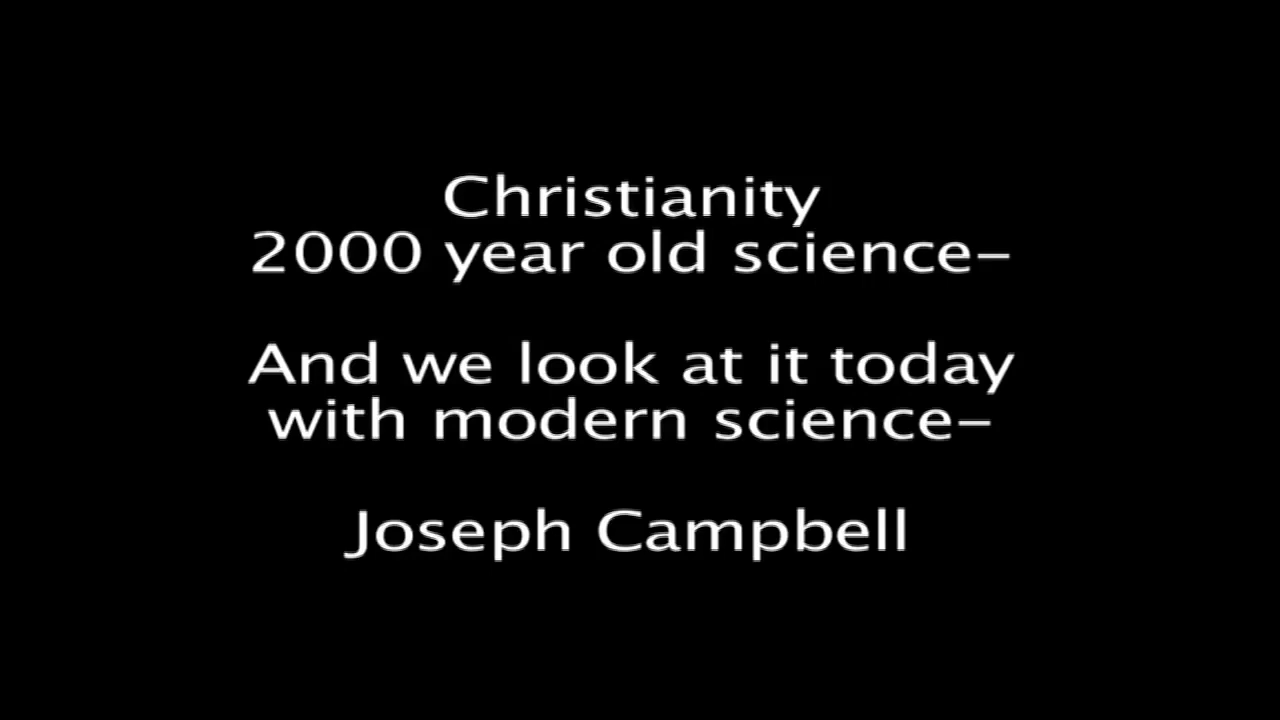 Christianity
2000 year old science–
And we look at it today
with modern science–
Joseph Campbell